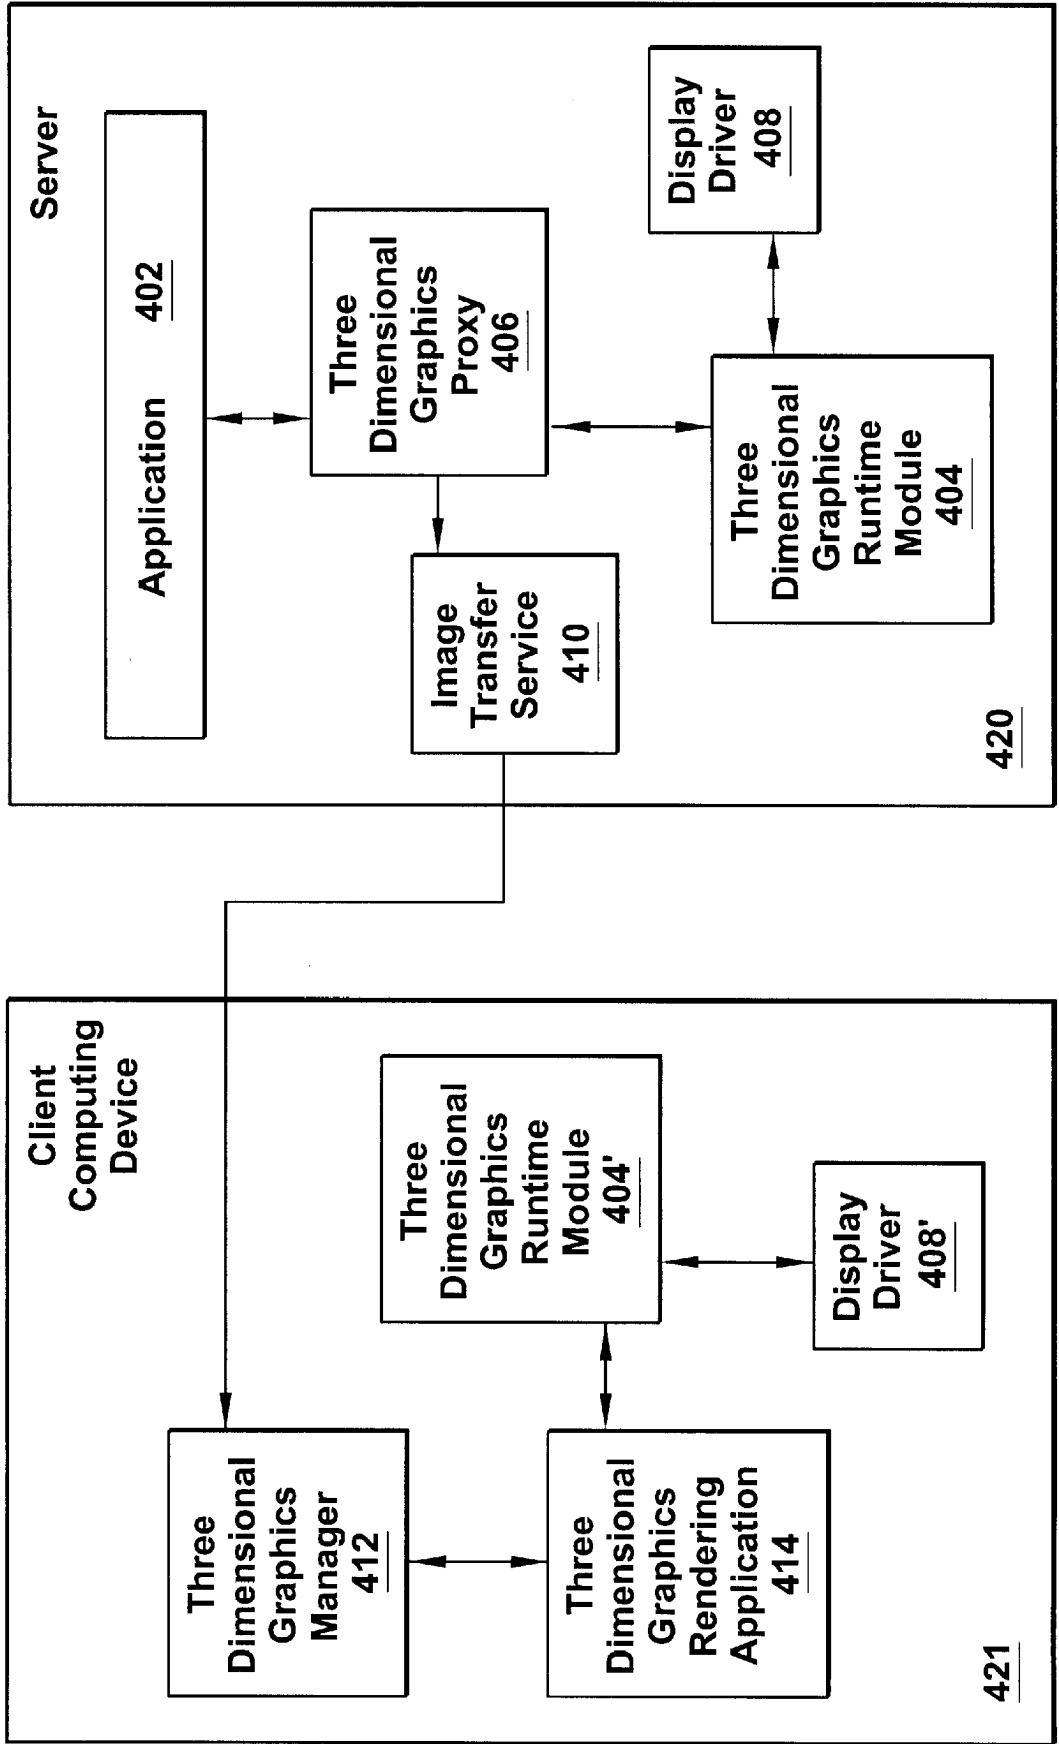 Client
Computing
Device
Three
Dimensional
Graphics
Manager
412
Three
Dimensional
Graphics
Rendering
Application
414
Three
Dimensional
Graphics
Runtime
Module
404'
Display
Driver
408'
421
Server
Application 402
Three
Dimensional
Graphics
Proxy
406
Image
Transfer
Service
410
Three
Dimensional
Graphics
Runtime
Module
404
Display
Driver
408
420